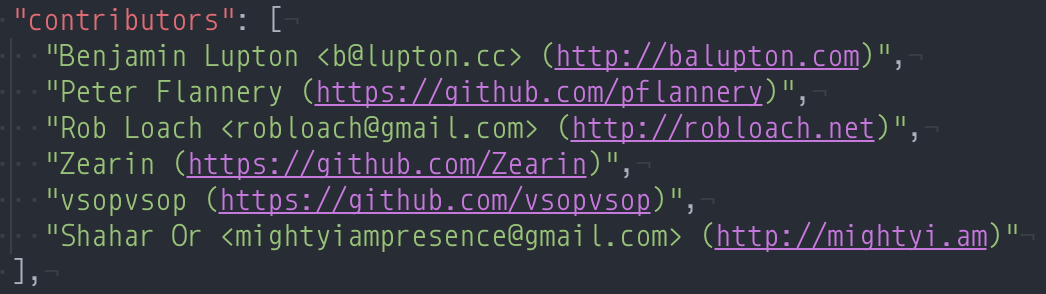 "contributors": [
"Benjamin Lupton <b@lupton.cc> (http://balupton.com)",
"Peter Flannery (https://github.com/pflannery)",
"Rob Loach <robloach@gmail.com> (http://robloach.net)",
"Zearin (https://github.com/Zearin)",
"vsopvsop (https://github.com/vsopvsop)",
"Shahar Or <mightyiampresence@gmail.com> (http://mightyi.am)"
],